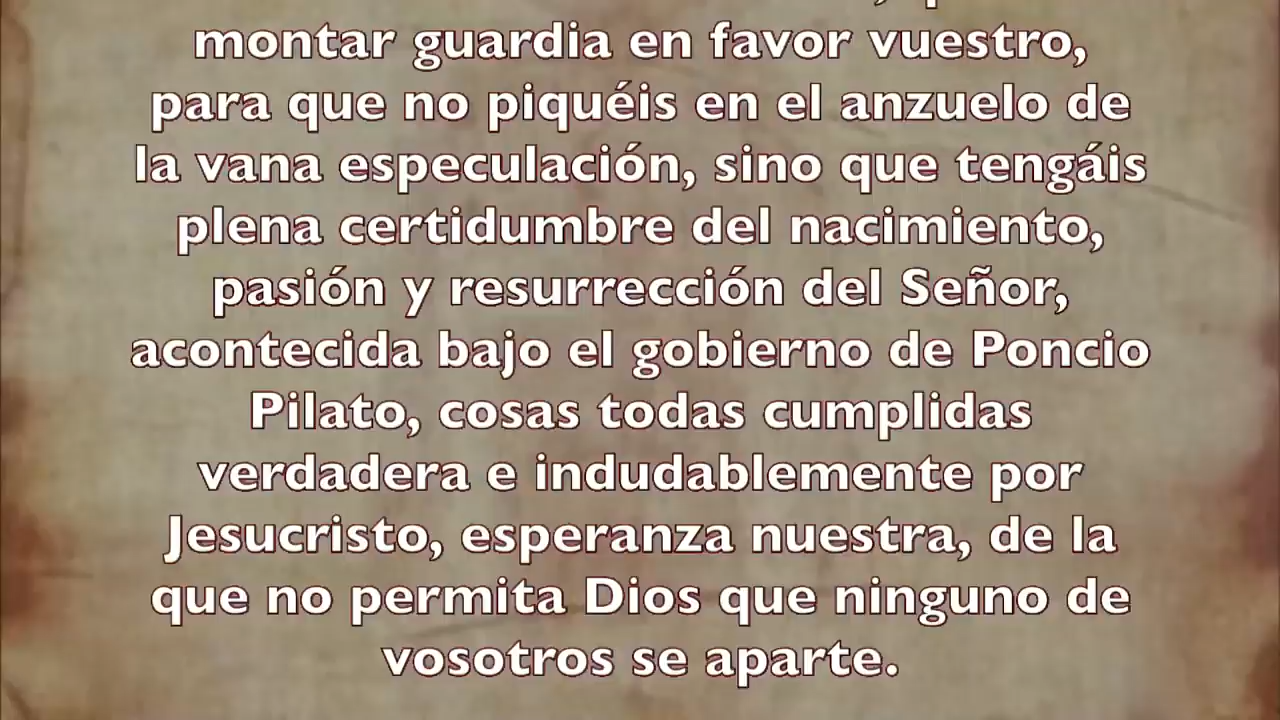 montar guardia en favor vuestro,
para que no piquéis en el anzuelo de
la vana especulación, sino que tengáis
plena certidumbre del nacimiento,
pasión y resurrección del Señor,
acontecida bajo el gobierno de Poncio
Pilato, cosas todas cumplidas
verdadera e indudablemente por
Jesucristo, esperanza nuestra, de la
que no permita Dios que ninguno de
vosotros se aparte.